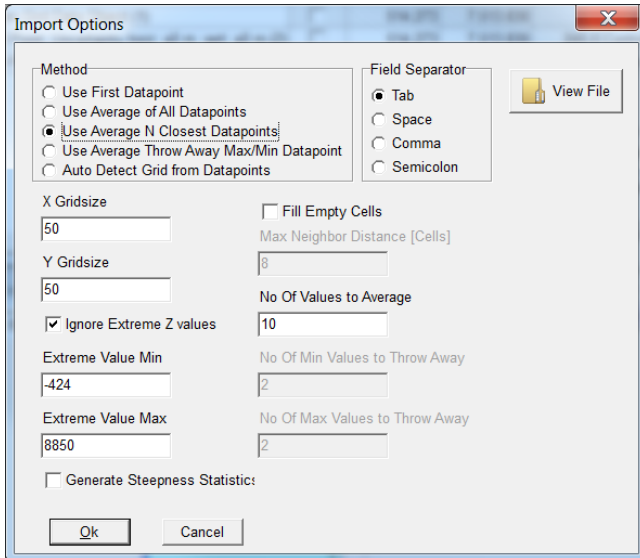 Import Options
Method
Use First Datapoint
Use Average of All Datapoints
Use Average N Closest Datapoints
Use Average Throw Away Max/Min Datapoint
Auto Detect Grid from Datapoints
Field Separator
Tab
Space
Comma
Semicolon
View File
X Gridsize
50
Y Gridsize
50
Ignore Extreme Z values
Extreme Value Min
-424
Extreme Value Max
8850
Generate Steepness Statistics
Fill Empty Cells
Max Neighbor Distance [Cells]
8
No Of Values to Average
10
No Of Min Values to Throw Away
2
No Of Max Values to Throw Away
2
Ok
Cancel